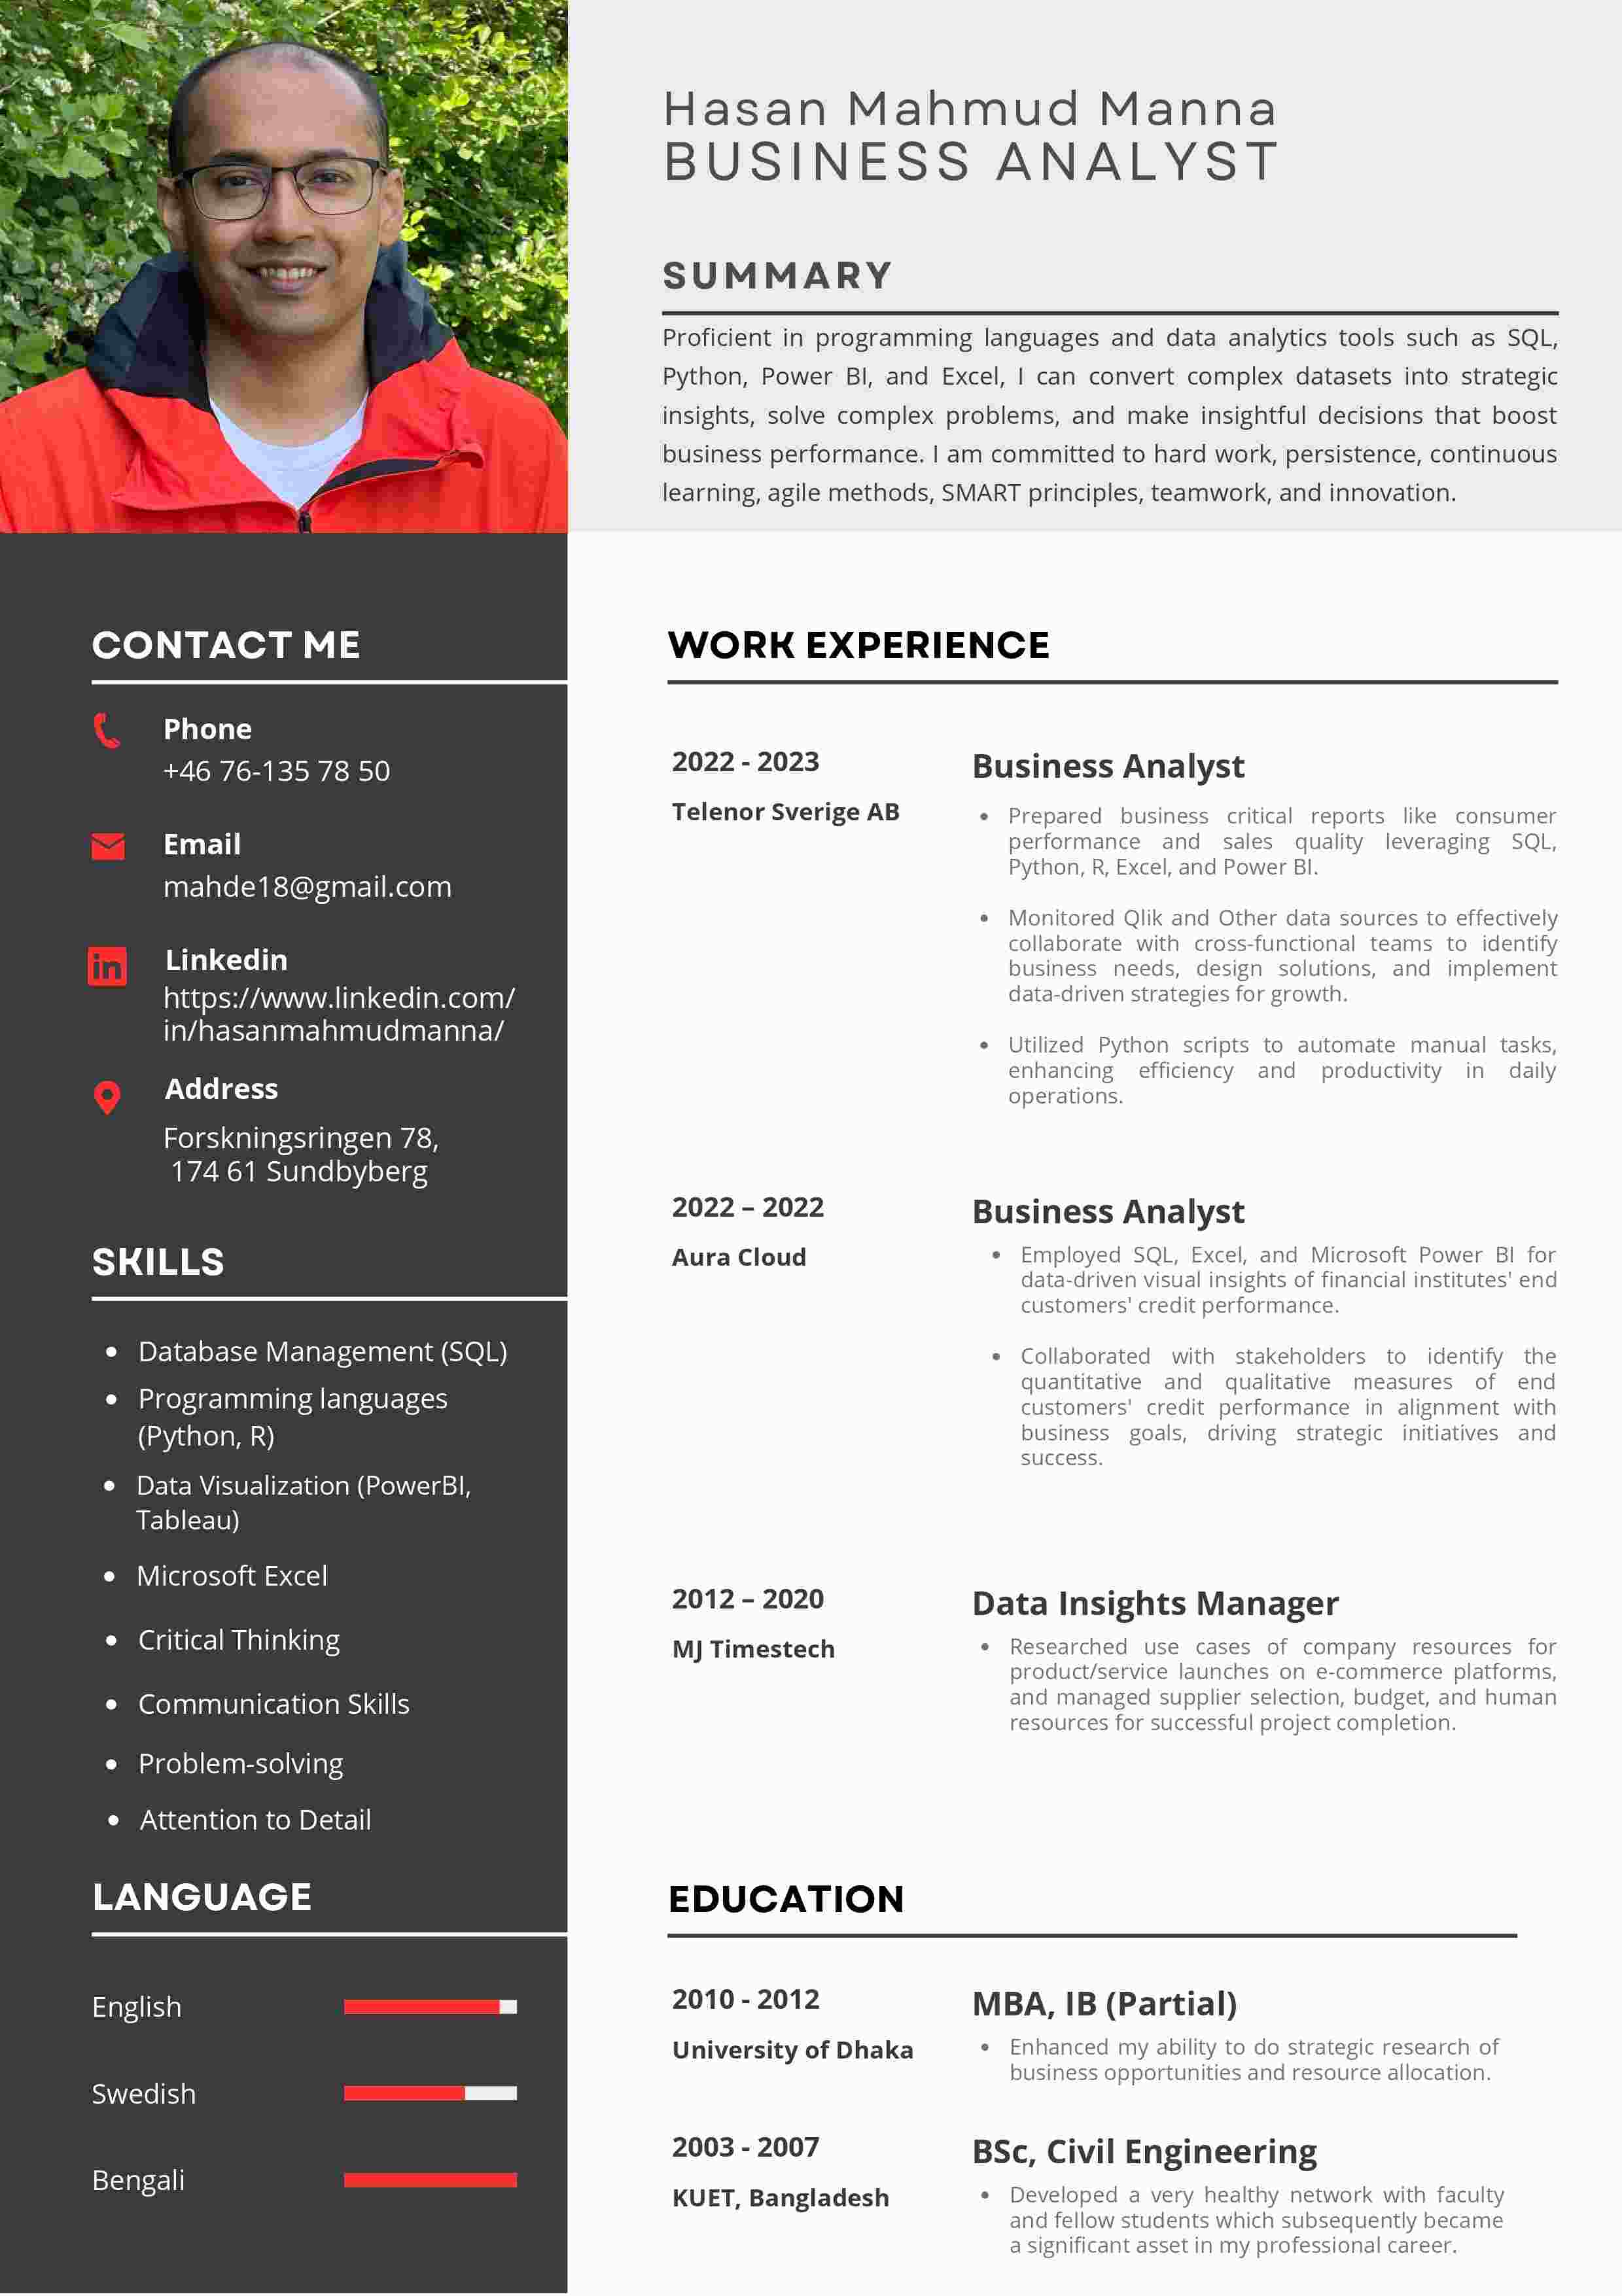 Hasan Mahmud Manna
BUSINESS ANALYST
SUMMARY
Proficient in programming languages and data analytics tools such as SQL,
Python, Power BI, and Excel, I can convert complex datasets into strategic
insights, solve complex problems, and make insightful decisions that boost
business performance. I am committed to hard work, persistence, continuous
learning, agile methods, SMART principles, teamwork, and innovation.
CONTACT ME
Phone
+46 76-135 78 50
Email
mahde18@gmail.com
Linkedin
https://www.linkedin.com/
in/hasanmahmudmanna/
Address
Forskningsringen 78,
174 61 Sundbyberg
SKILLS
• Database Management (SQL)
• Programming languages
(Python, R)
• Data Visualization (PowerBI,
Tableau)
• Microsoft Excel
• Critical Thinking
• Communication Skills
• Problem-solving
• Attention to Detail
LANGUAGE
English
Swedish
Bengali
WORK EXPERIENCE
2022 - 2023
Telenor Sverige AB
Business Analyst
• Prepared business critical reports like consumer
performance and sales quality leveraging SQL,
Python, R, Excel, and Power BI.
• Monitored Qlik and Other data sources to effectively
collaborate with cross-functional teams to identify
business needs, design solutions, and implement
data-driven strategies for growth.
• Utilized Python scripts to automate manual tasks,
enhancing efficiency and productivity in daily
operations.
2022 – 2022
Aura Cloud
Business Analyst
• Employed SQL, Excel, and Microsoft Power BI for
data-driven visual insights of financial institutes' end
customers' credit performance.
• Collaborated with stakeholders to identify the
quantitative and qualitative measures of end
customers' credit performance in alignment with
business goals, driving strategic initiatives and
success.
2012 – 2020
MJ Timestech
Data Insights Manager
• Researched use cases of company resources for
product/service launches on e-commerce platforms,
and managed supplier selection, budget, and human
resources for successful project completion.
EDUCATION
2010 - 2012
University of Dhaka
MBA, IB (Partial)
• Enhanced my ability to do strategic research of
business opportunities and resource allocation.
2003 - 2007
KUET, Bangladesh
BSc, Civil Engineering
• Developed a very healthy network with faculty
and fellow students which subsequently became
a significant asset in my professional career.